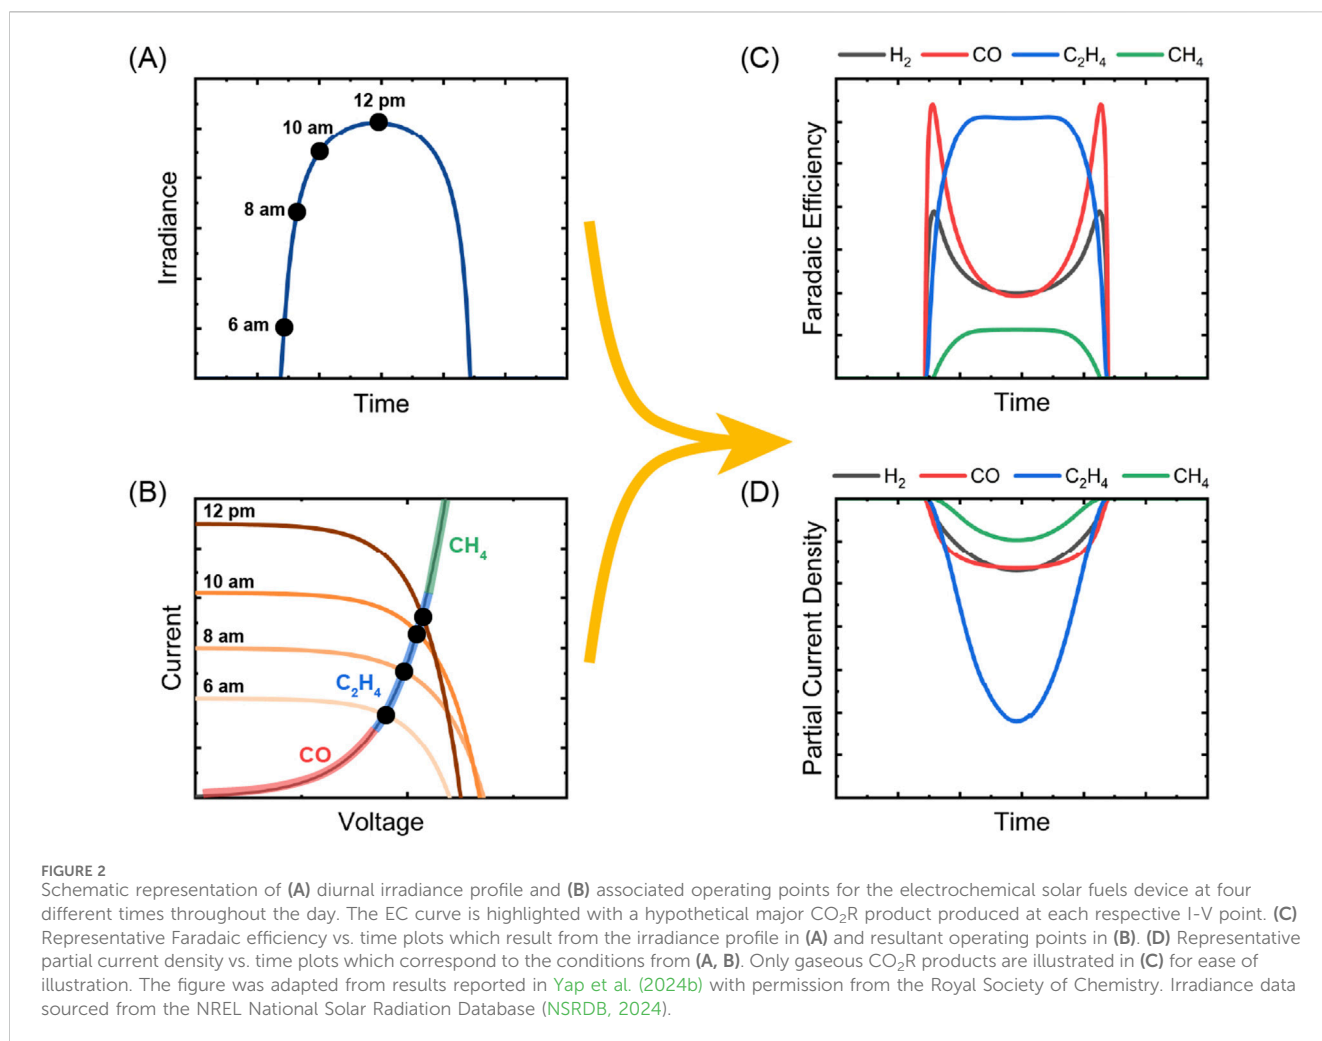 (A)
12 pm
10 am
8 am
6 am
Irradiance
Time
(B)
12 pm
10 am
8 am
6 am
CH₄
C₂H₄
CO
Current
Voltage
(C)
H₂ CO C₂H₄ CH₄
Faradaic Efficiency
Time
(D)
H₂ CO C₂H₄ CH₄
Partial Current Density
Time
FIGURE 2
Schematic representation of (A) diurnal irradiance profile and (B) associated operating points for the electrochemical solar fuels device at four
different times throughout the day. The EC curve is highlighted with a hypothetical major CO₂R product produced at each respective I-V point. (C)
Representative Faradaic efficiency vs. time plots which result from the irradiance profile in (A) and resultant operating points in (B). (D) Representative
partial current density vs. time plots which correspond to the conditions from (A, B). Only gaseous CO₂R products are illustrated in (C) for ease of
illustration. The figure was adapted from results reported in Yap et al. (2024b) with permission from the Royal Society of Chemistry. Irradiance data
sourced from the NREL National Solar Radiation Database (NSRDB, 2024).